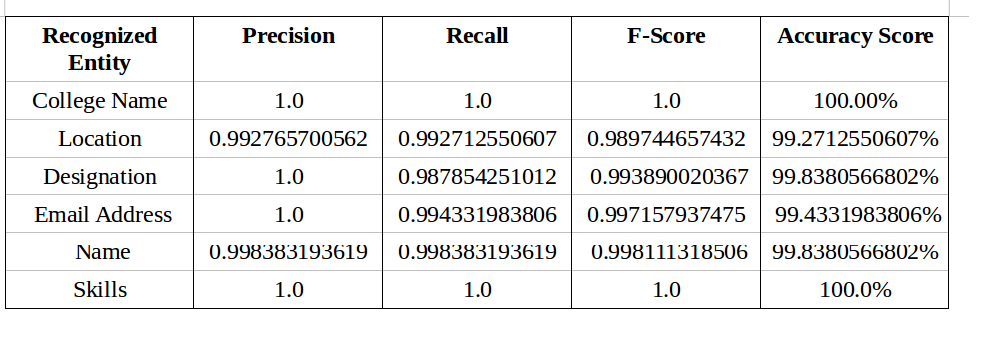 Recognized Entity Precision Recall F-Score Accuracy Score
College Name 1.0 1.0 1.0 100.00%
Location 0.992765700562 0.992712550607 0.989744657432 99.2712550607%
Designation 1.0 0.987854251012 0.993890020367 99.8380566802%
Email Address 1.0 0.994331983806 0.997157937475 99.4331983806%
Name 0.998383193619 0.998383193619 0.998111318506 99.8380566802%
Skills 1.0 1.0 1.0 100.0%